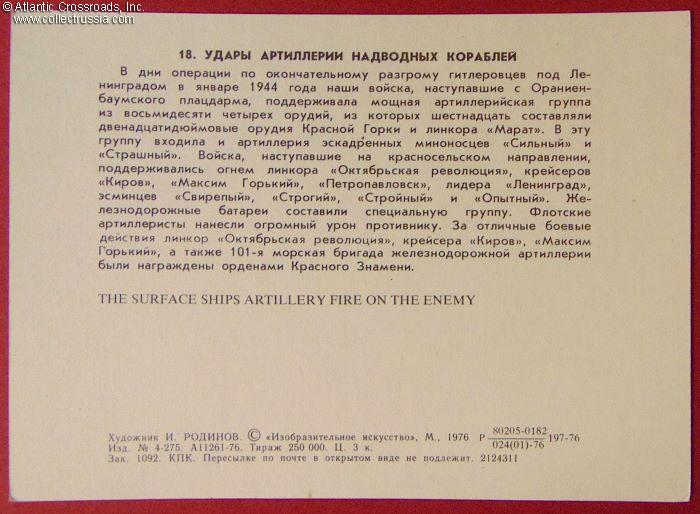 © Atlantic Crossroads, Inc.
www.collectrussia.com
18. УДАРЫ АРТИЛЛЕРИИ НАДВОДНЫХ КОРАБЛЕЙ
В дни операции по окончательному разгрому гитлеровцев под Ле-
нинградом в январе 1944 года наши войска, наступавшие с Ораниен-
баумского плацдарма, поддерживала мощная артиллерийская группа
из восьмидесяти четырех орудий, из которых шестнадцать составляли
двенадцатидюймовые орудия Красной Горки и линкора «Марат». В эту
группу входила и артиллерия эскадренных миноносцев «Сильный» и
«Страшный». Войска, наступавшие на красносельском направлении,
поддерживались огнем линкора «Октябрьская революция», крейсеров
«Киров», «Максим Горький», «Петропавловск», лидера «Ленинград»,
эсминцев «Свирепый», «Строгий», «Стройный» и «Опытный». Же-
лезнодорожные батареи составили специальную группу. Флотские
артиллеристы нанесли огромный урон противнику. За отличные боевые
действия линкор «Октябрьская революция», крейсера «Киров», «Максим
Горький», а также 101-я морская бригада железнодорожной артиллерии
были награждены орденами Красного Знамени.
THE SURFACE SHIPS ARTILLERY FIRE ON THE ENEMY
Художник И. РОДИНОВ. © «Изобразительное искусство», М., 1976 Р 80205-0182 / 024(01)-76 197-76
Изд. № 4-275. А11261-76. Тираж 250 000. Ц. 3 к.
Зак. 1092. КПК. Пересылке по почте в открытом виде не подлежит. 2124311